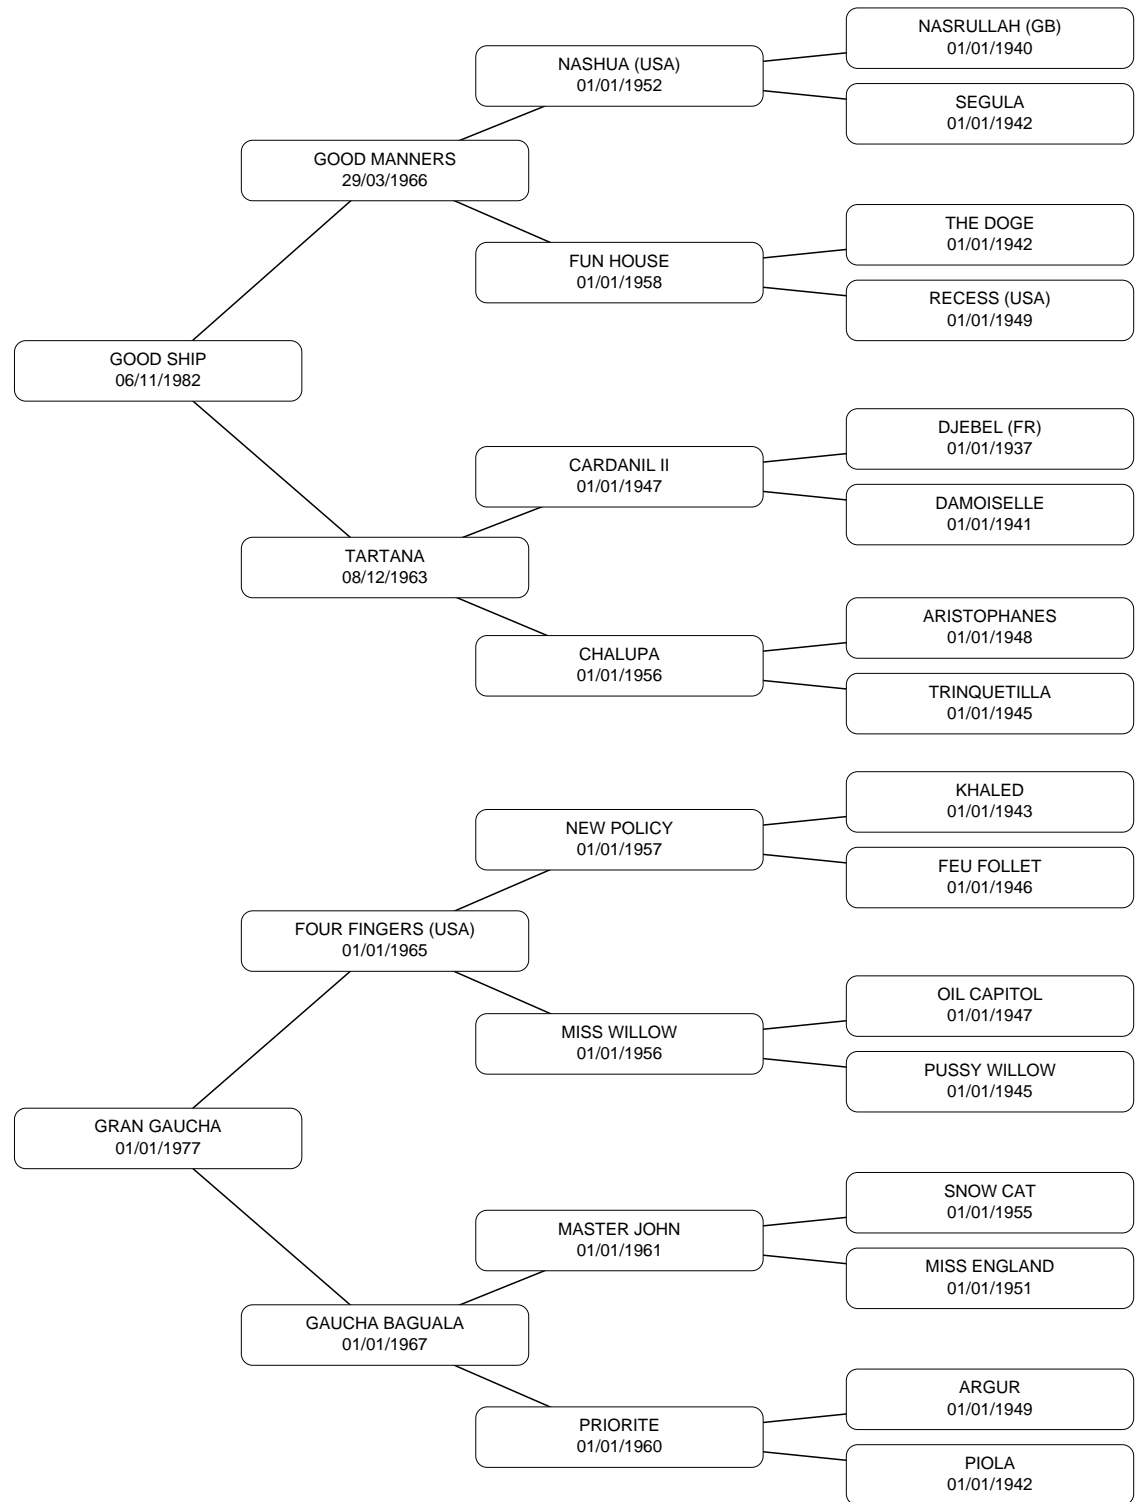 NASRULLAH (GB)
01/01/1940
NASHUA (USA)
01/01/1952
SEGULA
01/01/1942
GOOD MANNERS
29/03/1966
THE DOGE
01/01/1942
FUN HOUSE
01/01/1958
RECESS (USA)
01/01/1949
GOOD SHIP
06/11/1982
DJEBEL (FR)
01/01/1937
CARDANIL II
01/01/1947
DAMOISELLE
01/01/1941
TARTANA
08/12/1963
ARISTOPHANES
01/01/1948
CHALUPA
01/01/1956
TRINQUETILLA
01/01/1945
KHALED
01/01/1943
NEW POLICY
01/01/1957
FEU FOLLET
01/01/1946
FOUR FINGERS (USA)
01/01/1965
OIL CAPITOL
01/01/1947
MISS WILLOW
01/01/1956
PUSSY WILLOW
01/01/1945
GRAN GAUCHA
01/01/1977
SNOW CAT
01/01/1955
MASTER JOHN
01/01/1961
MISS ENGLAND
01/01/1951
GAUCHA BAGUALA
01/01/1967
ARGUR
01/01/1949
PRIORITE
01/01/1960
PIOLA
01/01/1942